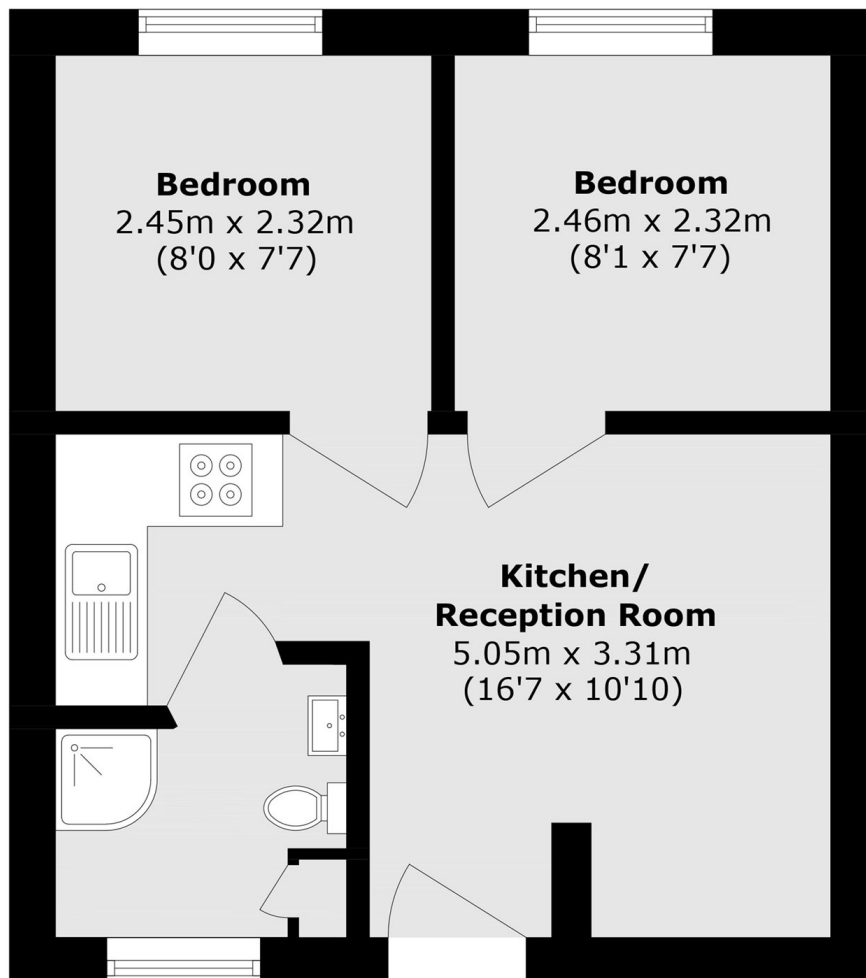 Bedroom
2.45m x 2.32m
(8'0 x 7'7)
Bedroom
2.46m x 2.32m
(8'1 x 7'7)
Kitchen/
Reception Room
5.05m x 3.31m
(16'7 x 10'10)